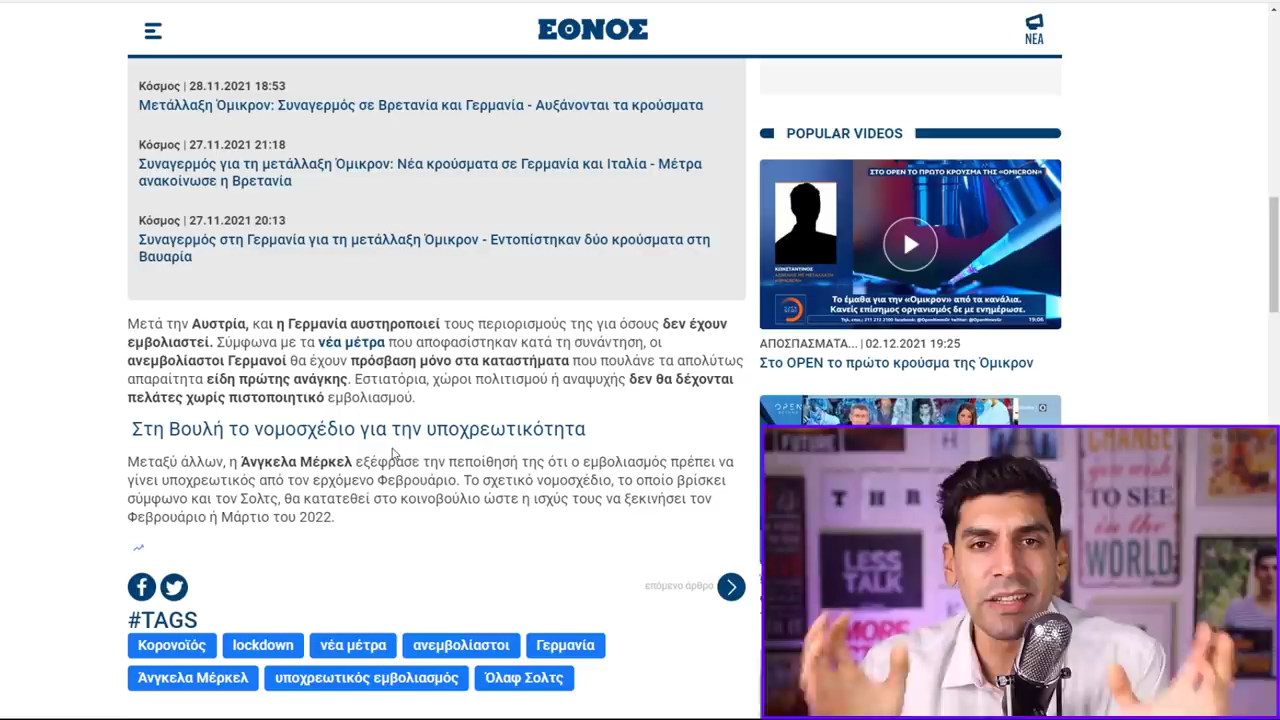 ΕΘΝΟΣ
ΝΕΑ
Κόσμος | 28.11.2021 18:53
Μετάλλαξη Όμικρον: Συναγερμός σε Βρετανία και Γερμανία - Αυξάνονται τα κρούσματα
Κόσμος | 27.11.2021 21:18
Συναγερμός για τη μετάλλαξη Όμικρον: Νέα κρούσματα σε Γερμανία και Ιταλία - Μέτρα
ανακοίνωσε η Βρετανία
Κόσμος | 27.11.2021 20:13
Συναγερμός στη Γερμανία για τη μετάλλαξη Όμικρον - Εντοπίστηκαν δύο κρούσματα στη
Βαυαρία
Μετά την Αυστρία, και η Γερμανία αυστηροποιεί τους περιορισμούς της για όσους δεν έχουν
εμβολιαστεί. Σύμφωνα με τα νέα μέτρα που αποφασίστηκαν κατά τη συνάντηση, οι
ανεμβολίαστοι Γερμανοί θα έχουν πρόσβαση μόνο στα καταστήματα που πουλάνε τα απολύτως
απαραίτητα είδη πρώτης ανάγκης. Εστιατόρια, χώροι πολιτισμού ή αναψυχής δεν θα δέχονται
πελάτες χωρίς πιστοποιητικό εμβολιασμού.
Στη Βουλή το νομοσχέδιο για την υποχρεωτικότητα
Μεταξύ άλλων, η Άνγκελα Μέρκελ εξέφρασε την πεποίθησή της ότι ο εμβολιασμός πρέπει να
γίνει υποχρεωτικός από τον ερχόμενο Φεβρουάριο. Το σχετικό νομοσχέδιο, το οποίο βρίσκει
σύμφωνο και τον Σολτς, θα κατατεθεί στο κοινοβούλιο ώστε η ισχύς τους να ξεκινήσει τον
Φεβρουάριο ή Μάρτιο του 2022.
επόμενο άρθρο
#TAGS
Κορονοϊός lockdown νέα μέτρα ανεμβολίαστοι Γερμανία
Άνγκελα Μέρκελ υποχρεωτικός εμβολιασμός Όλαφ Σολτς
POPULAR VIDEOS
ΣΤΟ OPEN ΤΟ ΠΡΩΤΟ ΚΡΟΥΣΜΑ ΤΗΣ «OMICRON»
ΚΩΝΣΤΑΝΤΙΝΟΣ
Το έμαθα για την «Ομικρον» από τα κανάλια.
Κανείς επίσημος οργανισμός δε με ενημέρωσε.
19:06
ΑΠΟΣΠΑΣΜΑΤΑ... | 02.12.2021 19:25
Στο OPEN το πρώτο κρούσμα της Όμικρον
OPEN
CHANGE
you wish
TO SEE
in the
WORLD
T H R
LESS
TALK
MORE